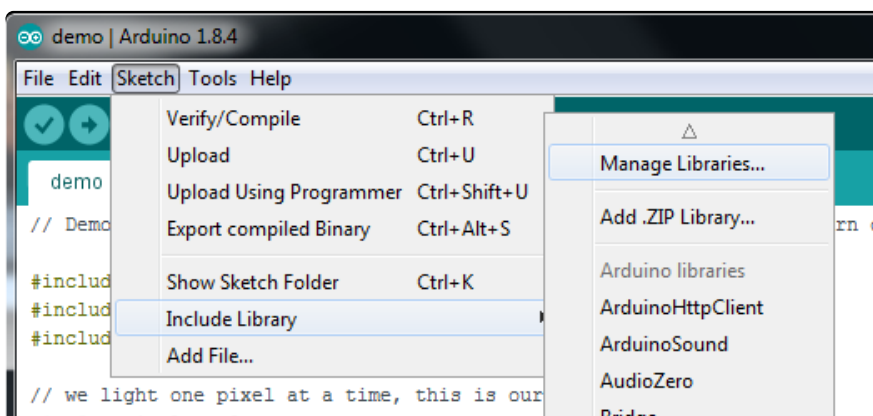 demo | Arduino 1.8.4
File Edit Sketch Tools Help
Verify/Compile Ctrl+R
Upload Ctrl+U
Upload Using Programmer Ctrl+Shift+U
Export compiled Binary Ctrl+Alt+S
Show Sketch Folder Ctrl+K
Include Library
Add File...
Manage Libraries...
Add .ZIP Library...
Arduino libraries
ArduinoHttpClient
ArduinoSound
AudioZero
Bridge
demo
// Demo
#includ
#includ
#includ
// we light one pixel at a time, this is our